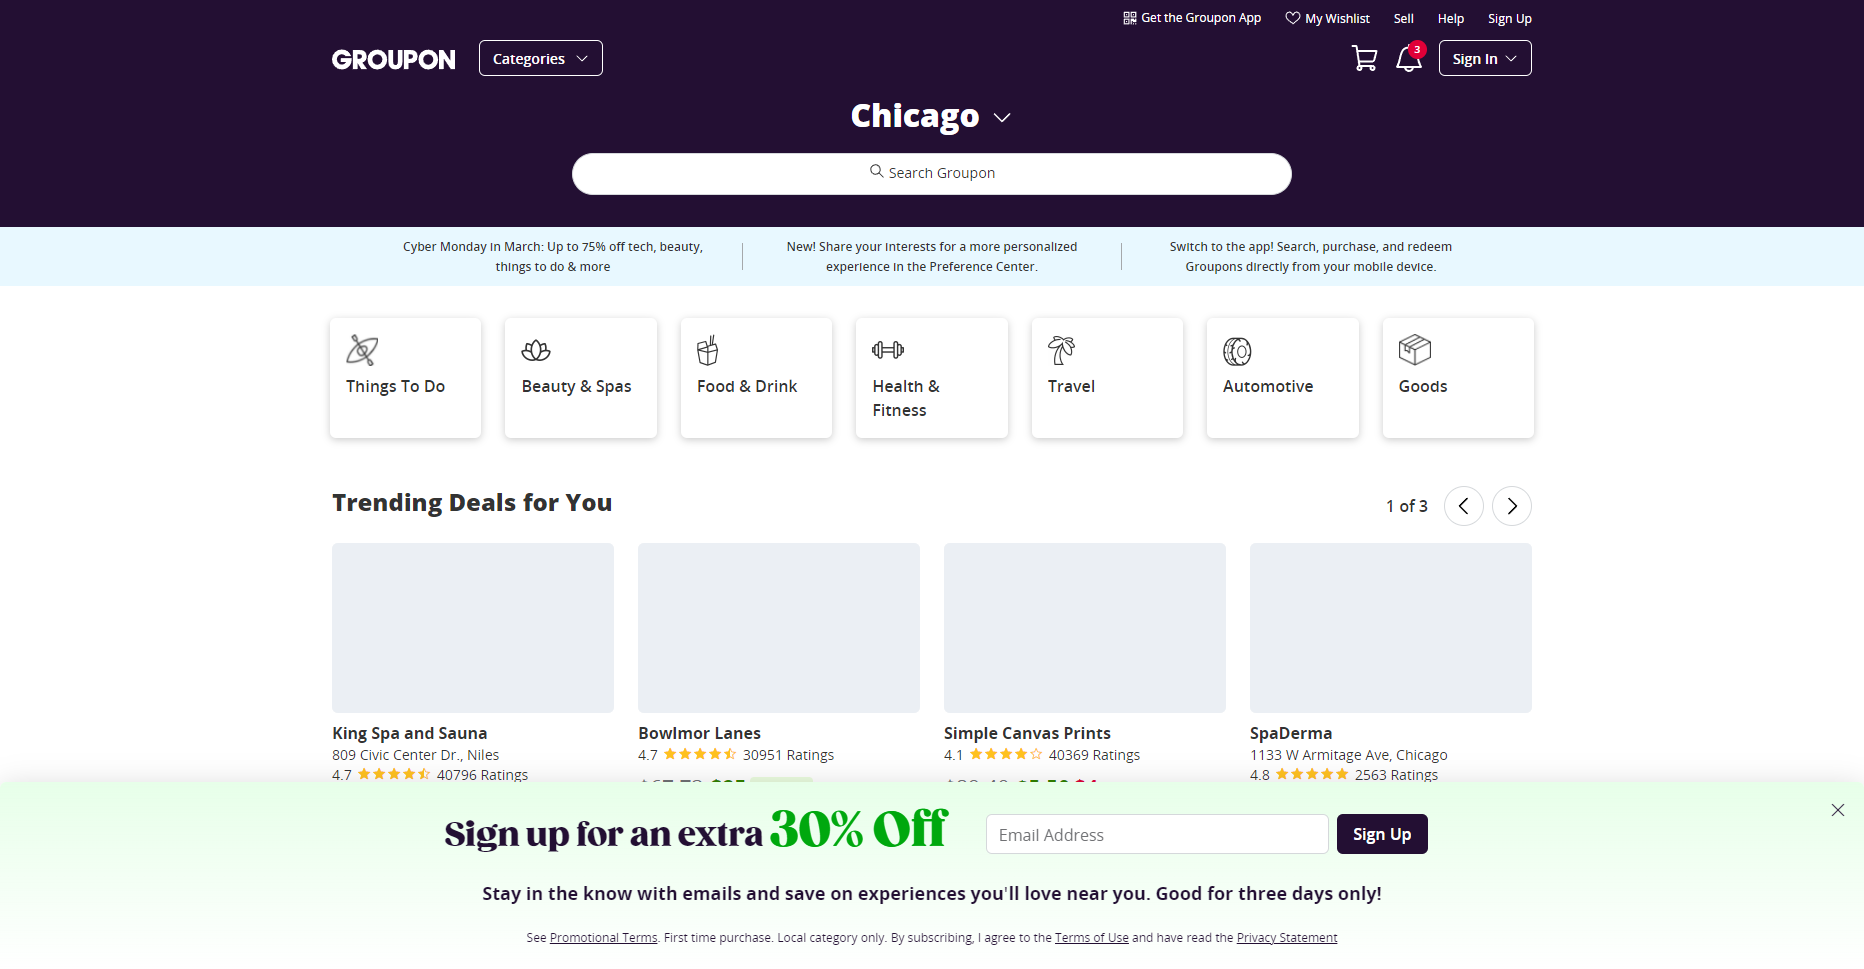 Get the Groupon App My Wishlist Sell Help Sign Up
GROUPON Categories 3 Sign In
Chicago
Search Groupon
Cyber Monday in March: Up to 75% off tech, beauty,
things to do & more
New! Share your interests for a more personalized
experience in the Preference Center.
Switch to the app! Search, purchase, and redeem
Groupons directly from your mobile device.
Things To Do
Beauty & Spas
Food & Drink
Health &
Fitness
Travel
Automotive
Goods
Trending Deals for You
1 of 3
King Spa and Sauna
809 Civic Center Dr., Niles
4.7 40796 Ratings
Bowlmor Lanes
4.7 30951 Ratings
Simple Canvas Prints
4.1 40369 Ratings
SpaDerma
1133 W Armitage Ave, Chicago
4.8 2563 Ratings
Sign up for an extra 30% Off
Email Address
Sign Up
Stay in the know with emails and save on experiences you'll love near you. Good for three days only!
See Promotional Terms. First time purchase. Local category only. By subscribing, I agree to the Terms of Use and have read the Privacy Statement